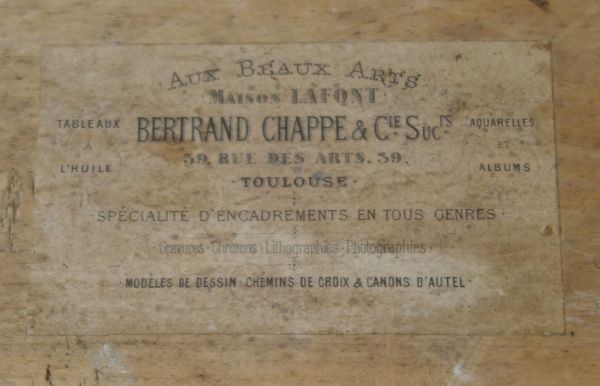 AUX BEAUX ARTS
MAISON LAFONT
TABLEAUX À L'HUILE
BERTRAND CHAPPE & CIE SUCTS
AQUARELLES ET ALBUMS
39, RUE DES ARTS, 39,
· TOULOUSE ·
· SPÉCIALITÉ D'ENCADREMENTS EN TOUS GENRES ·
· Gravures · Chromos · Lithographies · Photographies ·
· MODÈLES DE DESSIN · CHEMINS DE CROIX & CANONS D'AUTEL ·